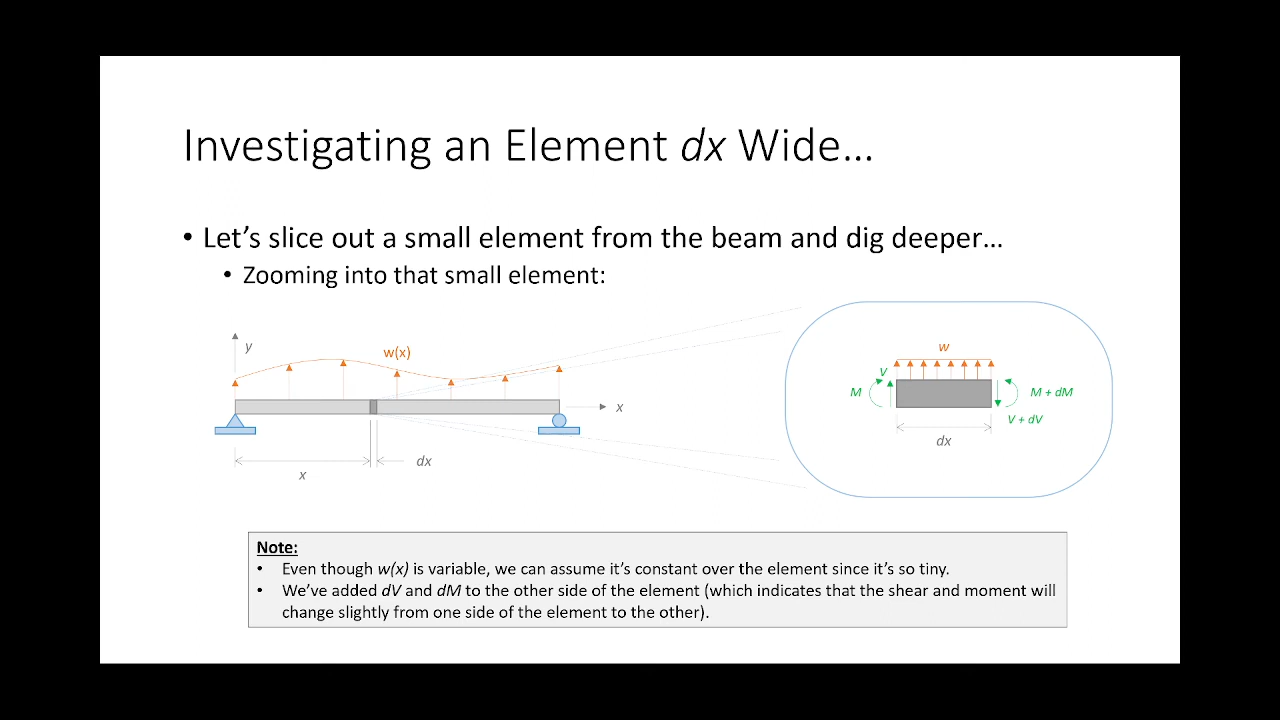 Investigating an Element dx Wide…
• Let’s slice out a small element from the beam and dig deeper…
• Zooming into that small element:
y
w(x)
x
x
dx
w
V
M
M + dM
V + dV
dx
Note:
• Even though w(x) is variable, we can assume it’s constant over the element since it’s so tiny.
• We’ve added dV and dM to the other side of the element (which indicates that the shear and moment will
change slightly from one side of the element to the other).